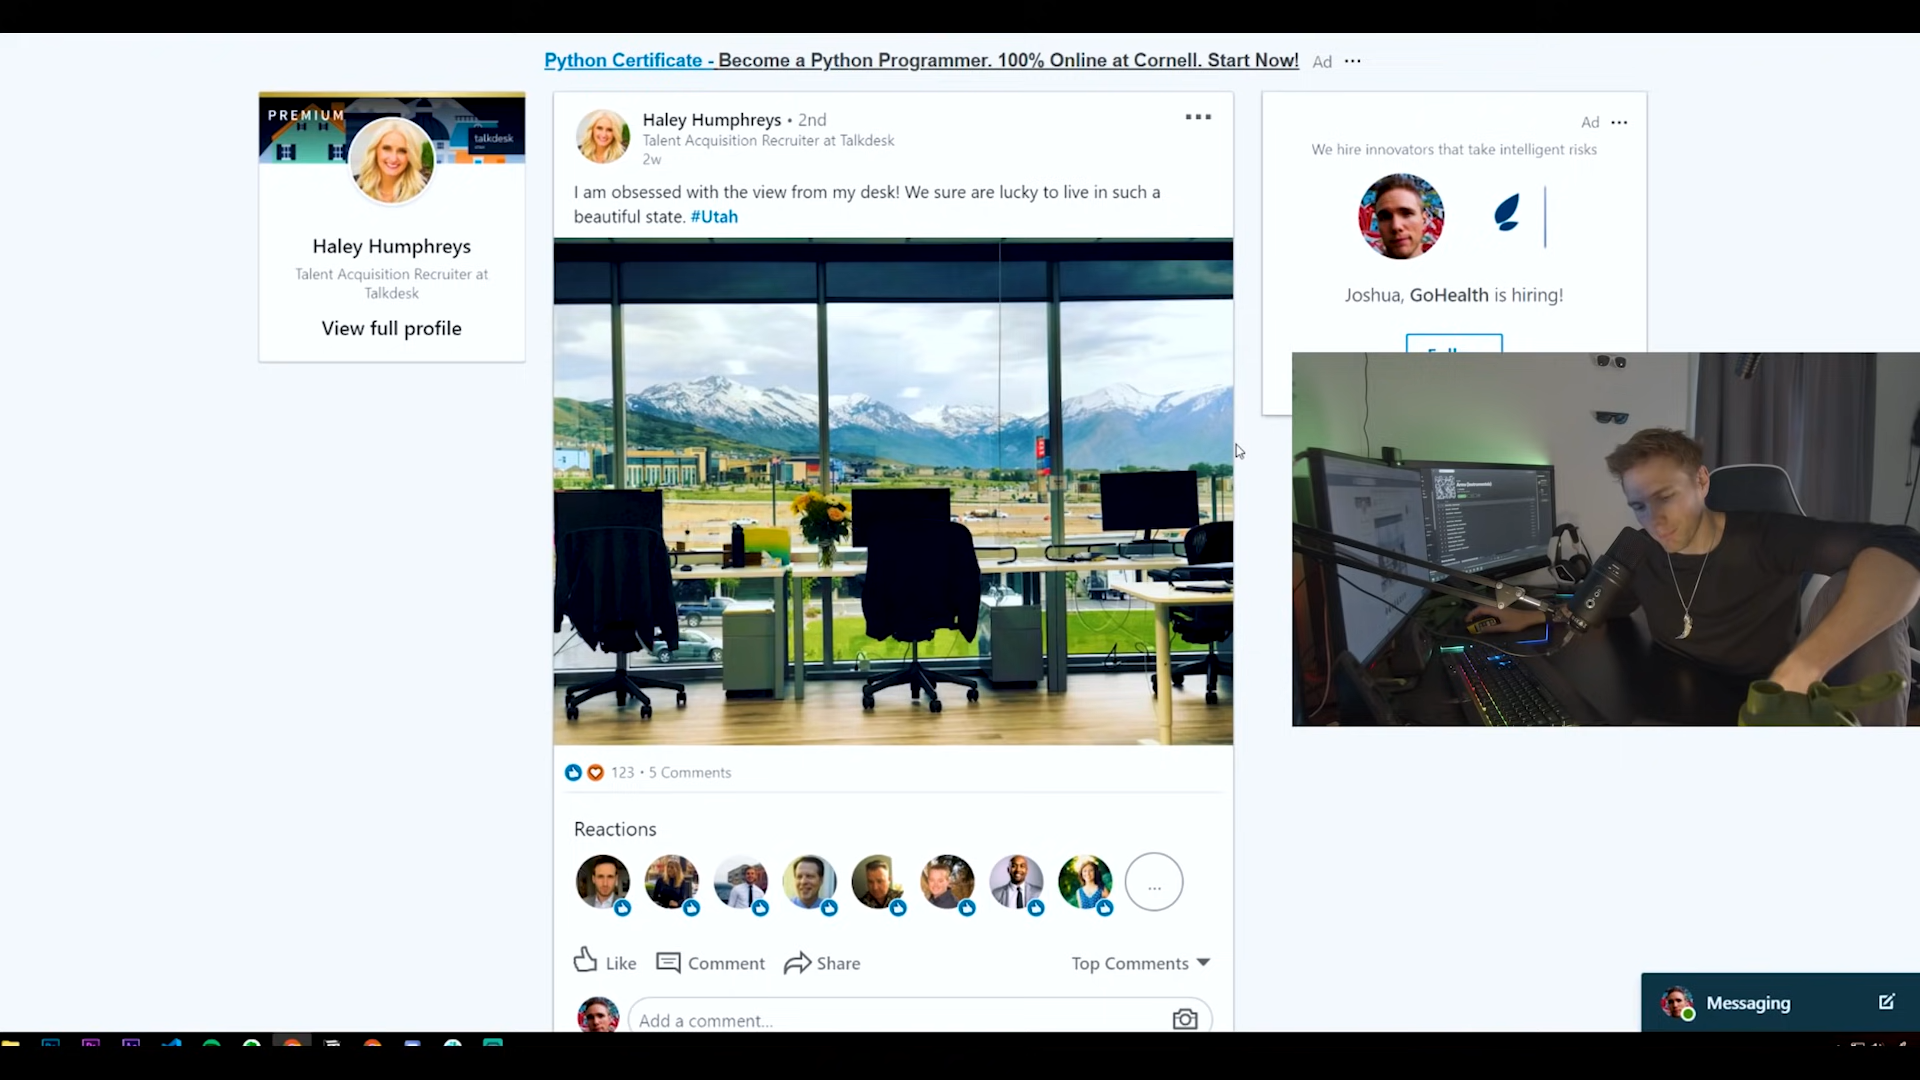 Python Certificate - Become a Python Programmer. 100% Online at Cornell. Start Now! Ad
PREMIUM
talkdesk
Haley Humphreys
Talent Acquisition Recruiter at
Talkdesk
View full profile
Haley Humphreys • 2nd
Talent Acquisition Recruiter at Talkdesk
2w
I am obsessed with the view from my desk! We sure are lucky to live in such a
beautiful state. #Utah
123 • 5 Comments
Reactions
...
Like Comment Share Top Comments
Add a comment...
Ad
We hire innovators that take intelligent risks
Joshua, GoHealth is hiring!
Messaging